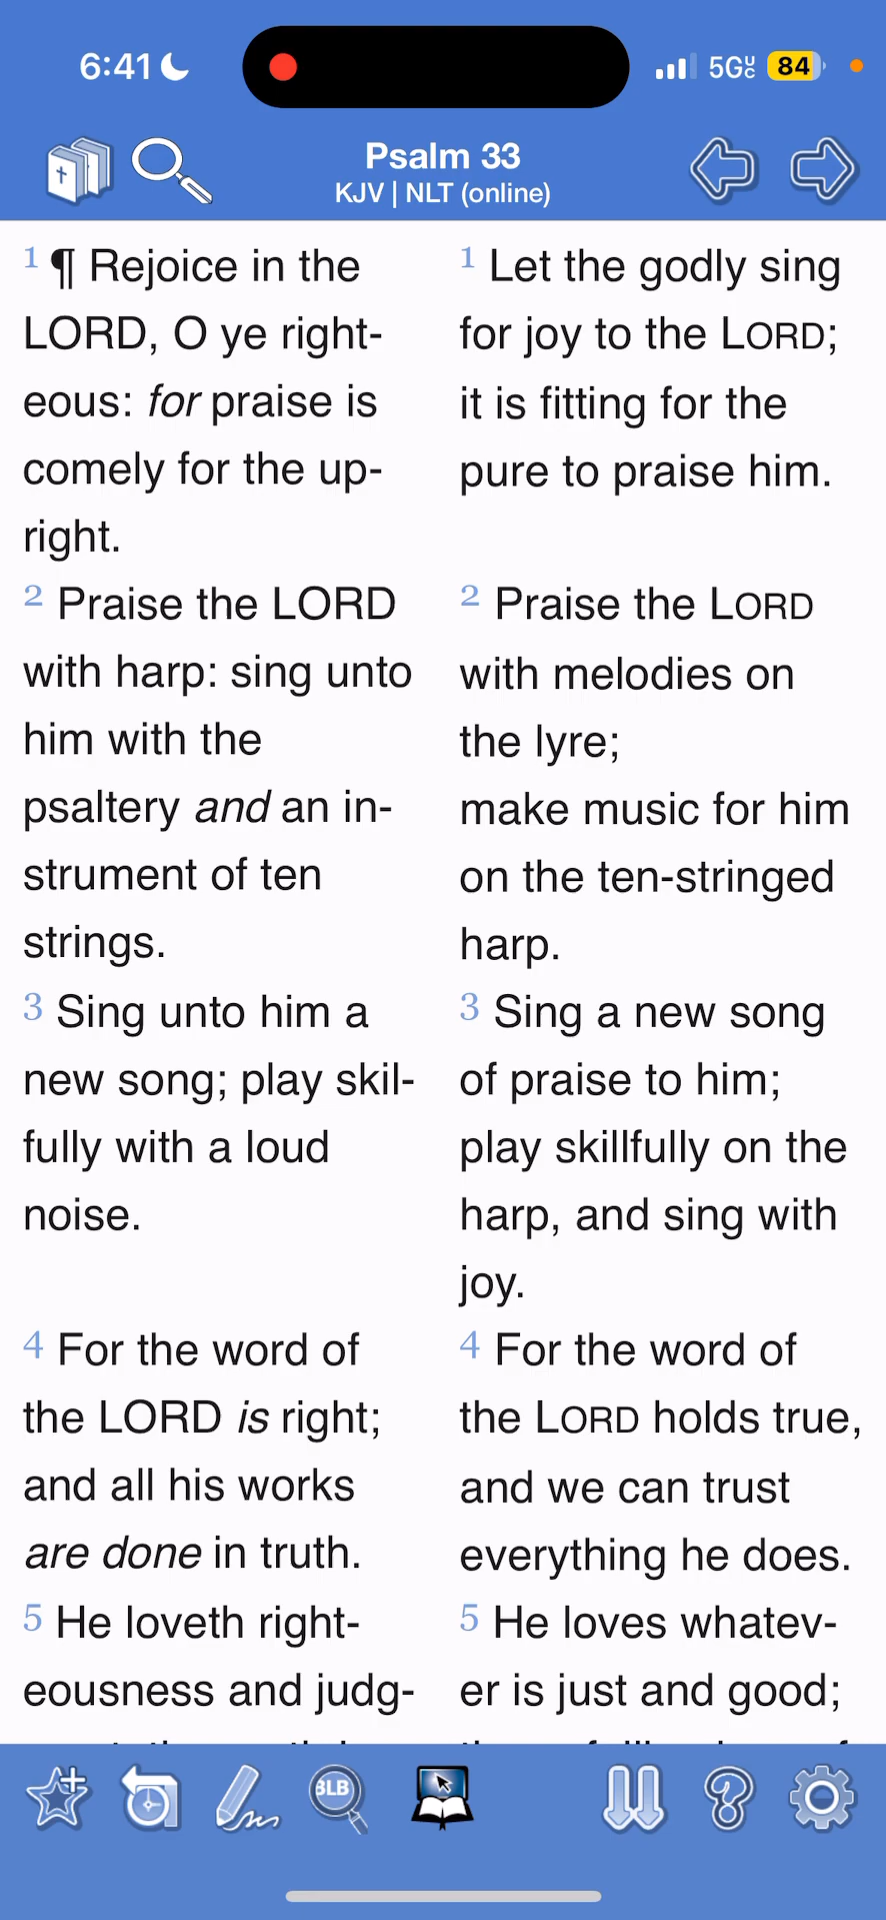 6:41
5G UC
84
Psalm 33
KJV | NLT (online)
1 ¶ Rejoice in the
LORD, O ye right-
eous: for praise is
comely for the up-
right.
2 Praise the LORD
with harp: sing unto
him with the
psaltery and an in-
strument of ten
strings.
3 Sing unto him a
new song; play skil-
fully with a loud
noise.
4 For the word of
the LORD is right;
and all his works
are done in truth.
5 He loveth right-
eousness and judg-
1 Let the godly sing
for joy to the LORD;
it is fitting for the
pure to praise him.
2 Praise the LORD
with melodies on
the lyre;
make music for him
on the ten-stringed
harp.
3 Sing a new song
of praise to him;
play skillfully on the
harp, and sing with
joy.
4 For the word of
the LORD holds true,
and we can trust
everything he does.
5 He loves whatev-
er is just and good;
BLB